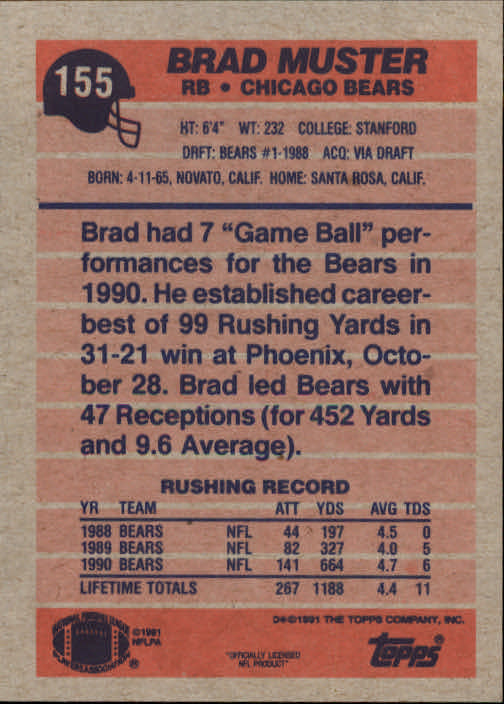 155
BRAD MUSTER
RB • CHICAGO BEARS
HT: 6'4" WT: 232 COLLEGE: STANFORD
DRFT: BEARS #1-1988 ACQ: VIA DRAFT
BORN: 4-11-65, NOVATO, CALIF. HOME: SANTA ROSA, CALIF.
Brad had 7 “Game Ball” per-
formances for the Bears in
1990. He established career-
best of 99 Rushing Yards in
31-21 win at Phoenix, Octo-
ber 28. Brad led Bears with
47 Receptions (for 452 Yards
and 9.6 Average).
RUSHING RECORD
YR TEAM ATT YDS AVG TDS
1988 BEARS NFL 44 197 4.5 0
1989 BEARS NFL 82 327 4.0 5
1990 BEARS NFL 141 664 4.7 6
LIFETIME TOTALS 267 1188 4.4 11
D*©1991 THE TOPPS COMPANY, INC.
NATIONAL FOOTBALL LEAGUE
PLAYERS ASSOCIATION
®
©1991
NFLPA
"OFFICIALLY LICENSED
NFL PRODUCT"
topps®